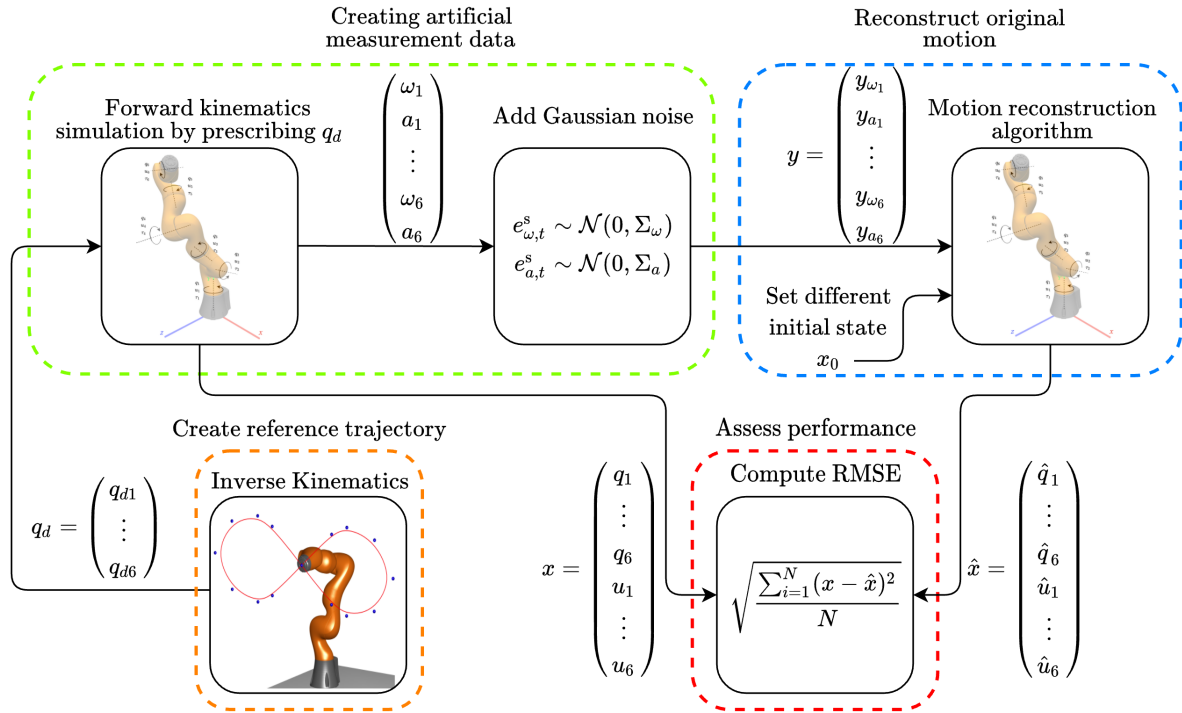 Creating artificial
measurement data
Reconstruct original
motion
Forward kinematics
simulation by prescribing q_d
ω_1
a_1
⋮
ω_6
a_6
Add Gaussian noise
e^s_{ω,t} ∼ N(0, Σ_ω)
e^s_{a,t} ∼ N(0, Σ_a)
y =
y_{ω_1}
y_{a_1}
⋮
y_{ω_6}
y_{a_6}
Motion reconstruction
algorithm
Set different
initial state
x_0
z
x
z
x
Create reference trajectory
Inverse Kinematics
q_d =
q_{d1}
⋮
q_{d6}
Assess performance
Compute RMSE
x =
q_1
⋮
q_6
u_1
⋮
u_6
√(∑_{i=1}^{N}(x − x̂)^2 / N)
x̂ =
q̂_1
⋮
q̂_6
û_1
⋮
û_6